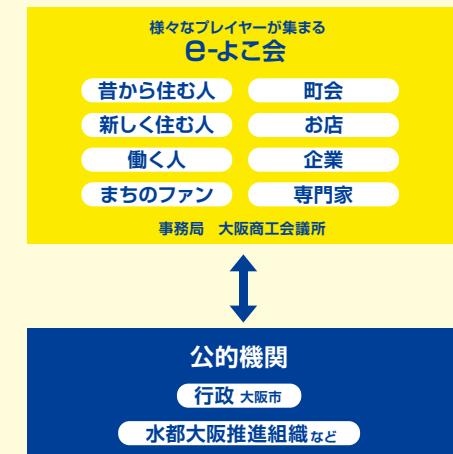 様々なプレイヤーが集まる
e-よこ会
昔から住む人 町会
新しく住む人 お店
働く人 企業
まちのファン 専門家
事務局 大阪商工会議所
公的機関
行政 大阪市
水都大阪推進組織など